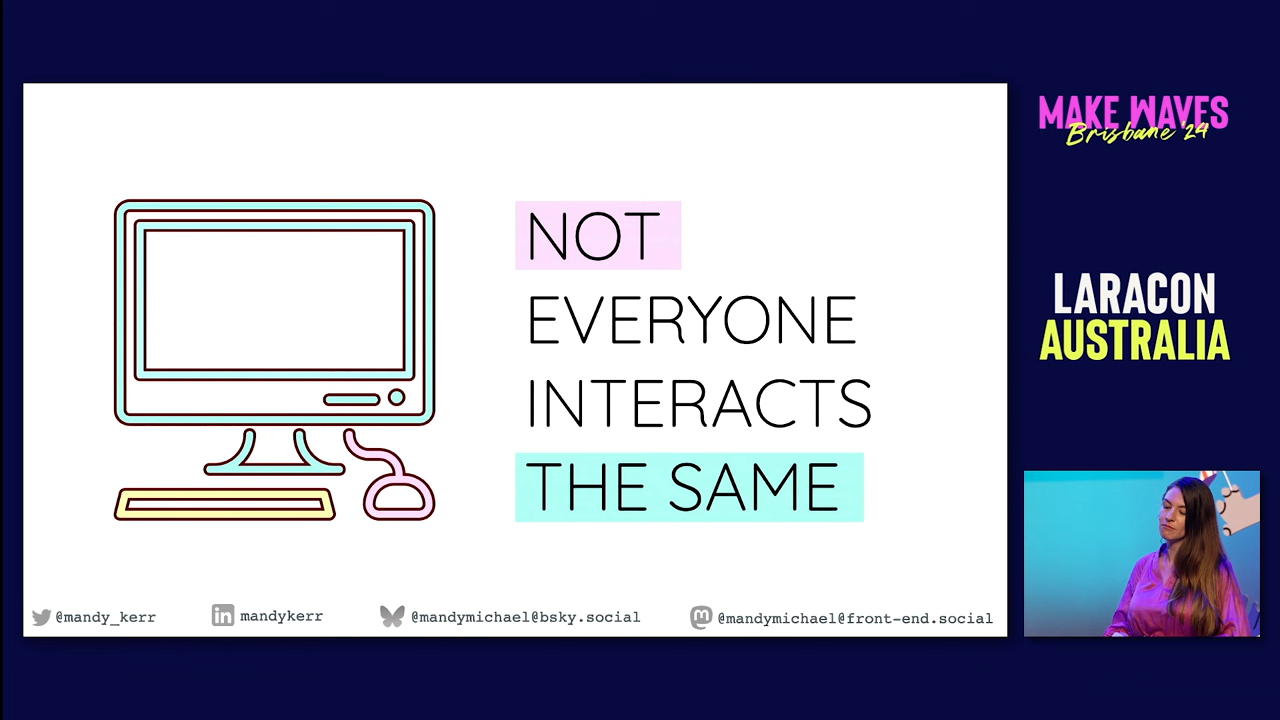 NOT
EVERYONE
INTERACTS
THE SAME
@mandy_kerr
mandykerr
@mandymichael@bsky.social
@mandymichael@front-end.social
MAKE WAVES
Brisbane '24
LARACON
AUSTRALIA